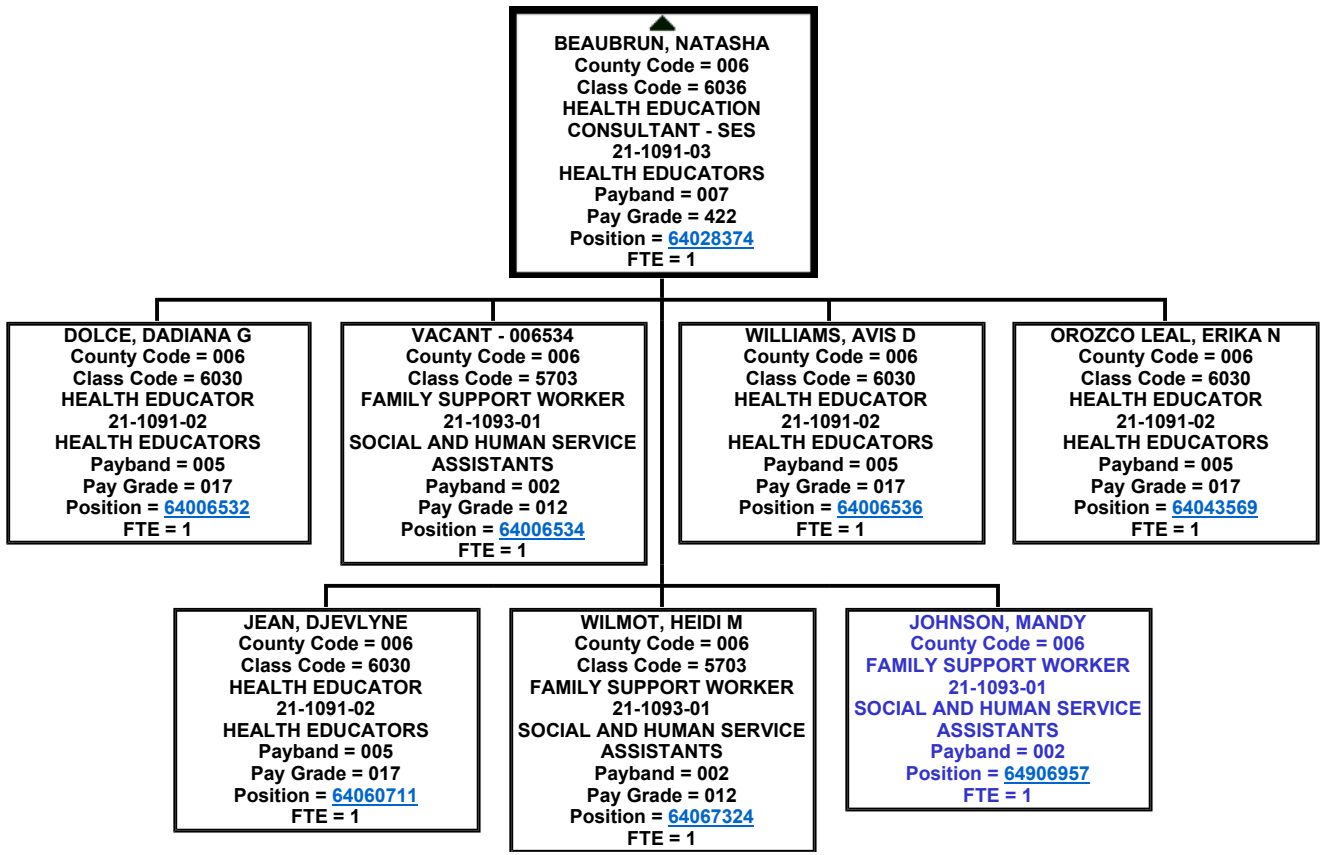 BEAUBRUN, NATASHA
County Code = 006
Class Code = 6036
HEALTH EDUCATION
CONSULTANT - SES
21-1091-03
HEALTH EDUCATORS
Payband = 007
Pay Grade = 422
Position = 64028374
FTE = 1
DOLCE, DADIANA G
County Code = 006
Class Code = 6030
HEALTH EDUCATOR
21-1091-02
HEALTH EDUCATORS
Payband = 005
Pay Grade = 017
Position = 64006532
FTE = 1
VACANT - 006534
County Code = 006
Class Code = 5703
FAMILY SUPPORT WORKER
21-1093-01
SOCIAL AND HUMAN SERVICE
ASSISTANTS
Payband = 002
Pay Grade = 012
Position = 64006534
FTE = 1
WILLIAMS, AVIS D
County Code = 006
Class Code = 6030
HEALTH EDUCATOR
21-1091-02
HEALTH EDUCATORS
Payband = 005
Pay Grade = 017
Position = 64006536
FTE = 1
OROZCO LEAL, ERIKA N
County Code = 006
Class Code = 6030
HEALTH EDUCATOR
21-1091-02
HEALTH EDUCATORS
Payband = 005
Pay Grade = 017
Position = 64043569
FTE = 1
JEAN, DJEVLYNE
County Code = 006
Class Code = 6030
HEALTH EDUCATOR
21-1091-02
HEALTH EDUCATORS
Payband = 005
Pay Grade = 017
Position = 64060711
FTE = 1
WILMOT, HEIDI M
County Code = 006
Class Code = 5703
FAMILY SUPPORT WORKER
21-1093-01
SOCIAL AND HUMAN SERVICE
ASSISTANTS
Payband = 002
Pay Grade = 012
Position = 64067324
FTE = 1
JOHNSON, MANDY
County Code = 006
FAMILY SUPPORT WORKER
21-1093-01
SOCIAL AND HUMAN SERVICE
ASSISTANTS
Payband = 002
Position = 64906957
FTE = 1